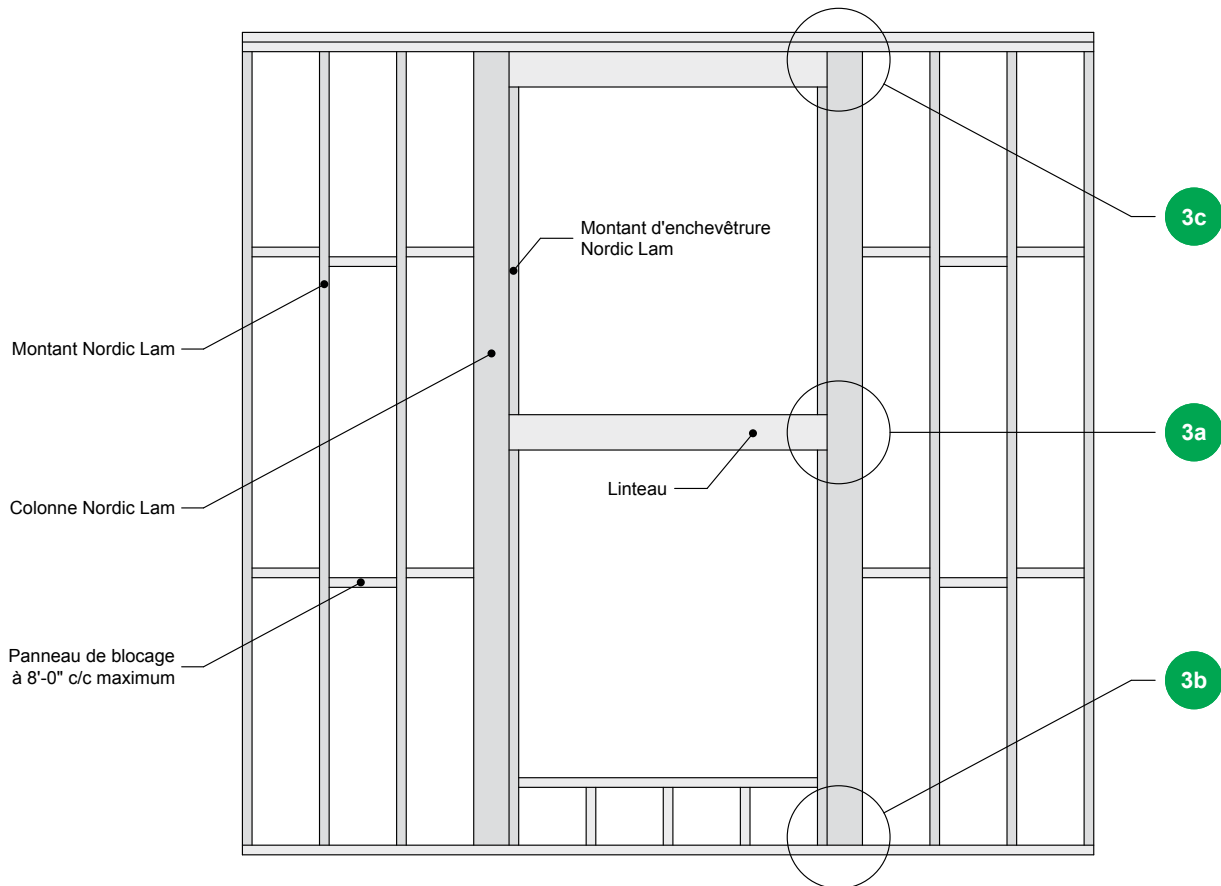 Montant d'enchevêtrure
Nordic Lam
3c
Montant Nordic Lam
3a
Linteau
Colonne Nordic Lam
Panneau de blocage
à 8'-0" c/c maximum
3b